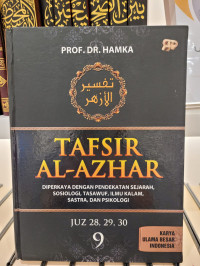 PROF. DR. HAMKA
تفسير
الأزهر
TAFSIR
AL-AZHAR
DIPERKAYA DENGAN PENDEKATAN SEJARAH,
SOSIOLOGI, TASAWUF, ILMU KALAM,
SASTRA, DAN PSIKOLOGI
JUZ 28, 29, 30
9
KARYA
ULAMA BESAR
INDONESIA